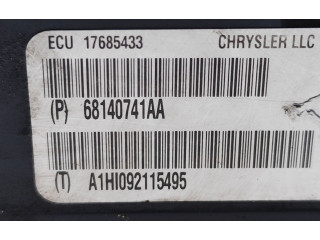 ECU 17685433 CHRYSLER LLC
(P) 68140741AA
(T) A1HI092115495